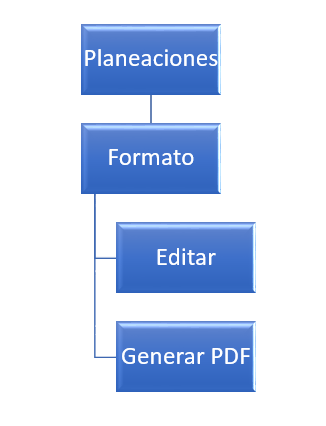 Planeaciones
Formato
Editar
Generar PDF